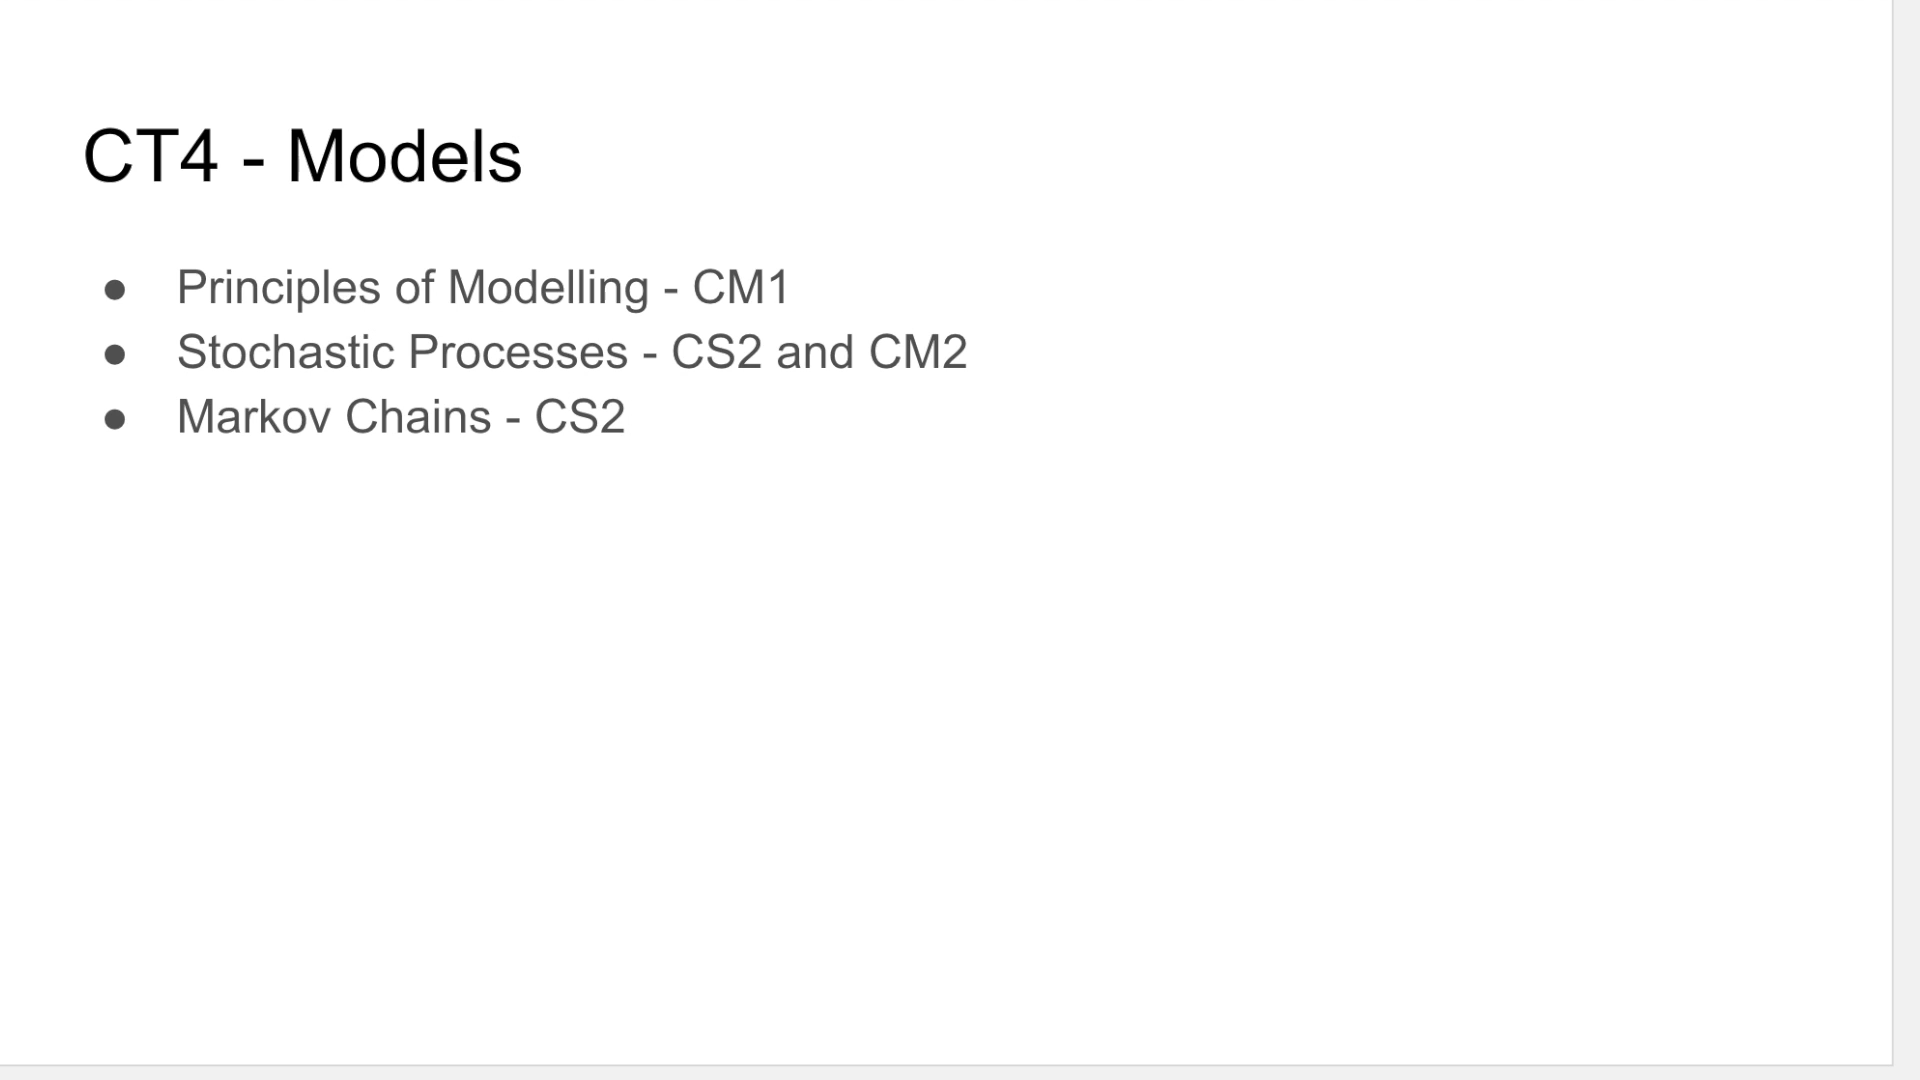 CT4 - Models
● Principles of Modelling - CM1
● Stochastic Processes - CS2 and CM2
● Markov Chains - CS2